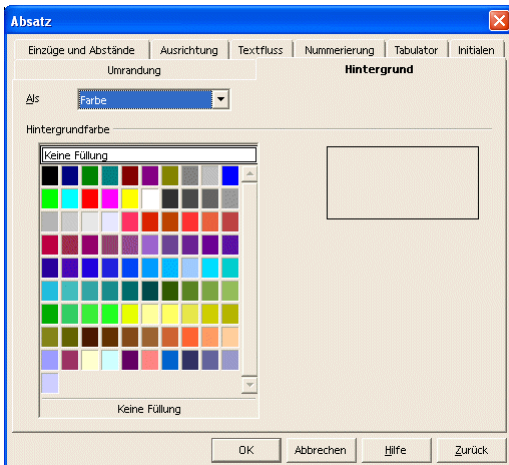 Absatz
Einzüge und Abstände Ausrichtung Textfluss Nummerierung Tabulator Initialen
Umrandung Hintergrund
Als Farbe
Hintergrundfarbe
Keine Füllung
Keine Füllung
OK Abbrechen Hilfe Zurück